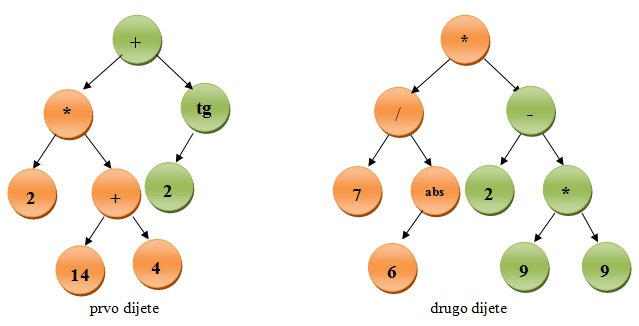 + *
* tg / -
2 + 2 7 abs 2 *
14 4 6 9 9
prvo dijete drugo dijete